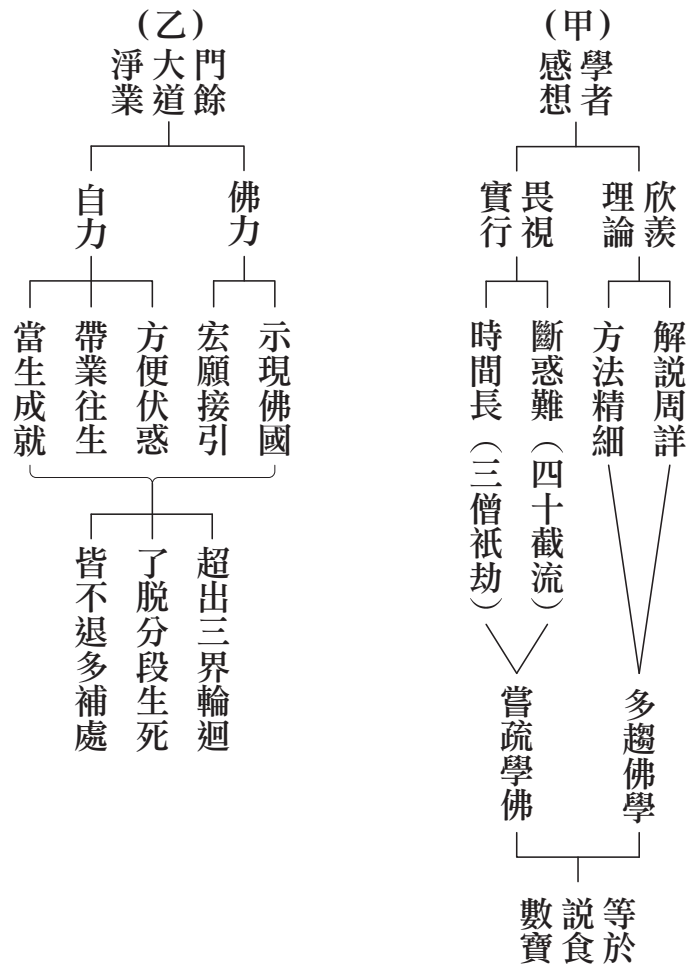 (甲)
學者
感想
欣羨
理論
解說周詳
方法精細
多趨佛學
畏視
實行
斷惑難(四十截流)
時間長(三僧祇劫)
嘗疏學佛
等於
說食
數寶
(乙)
門餘
大道
淨業
佛力
示現佛國
宏願接引
自力
方便伏惑
帶業往生
當生成就
超出三界輪迴
了脫分段生死
皆不退多補處